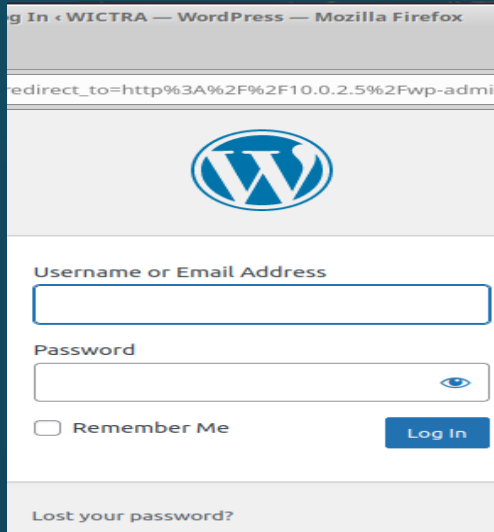 g In ‹ WICTRA — WordPress — Mozilla Firefox
redirect_to=http%3A%2F%2F10.0.2.5%2Fwp-admi
W
Username or Email Address
Password
Remember Me
Log In
Lost your password?